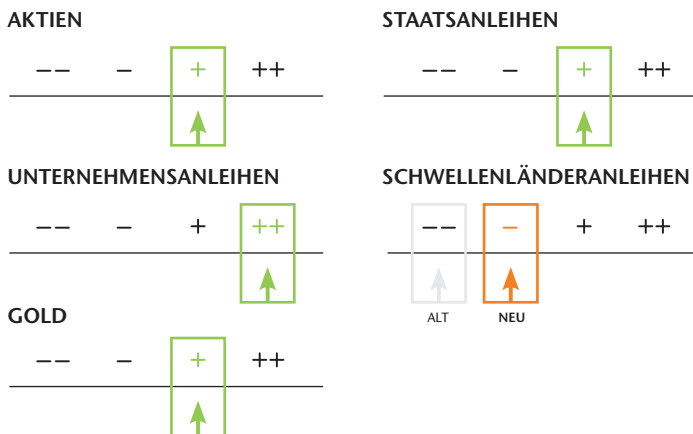 AKTIEN
−− − + ++
STAATSANLEIHEN
−− − + ++
UNTERNEHMENSANLEIHEN
−− − + ++
SCHWELLENLÄNDERANLEIHEN
−− − + ++
ALT NEU
GOLD
−− − + ++